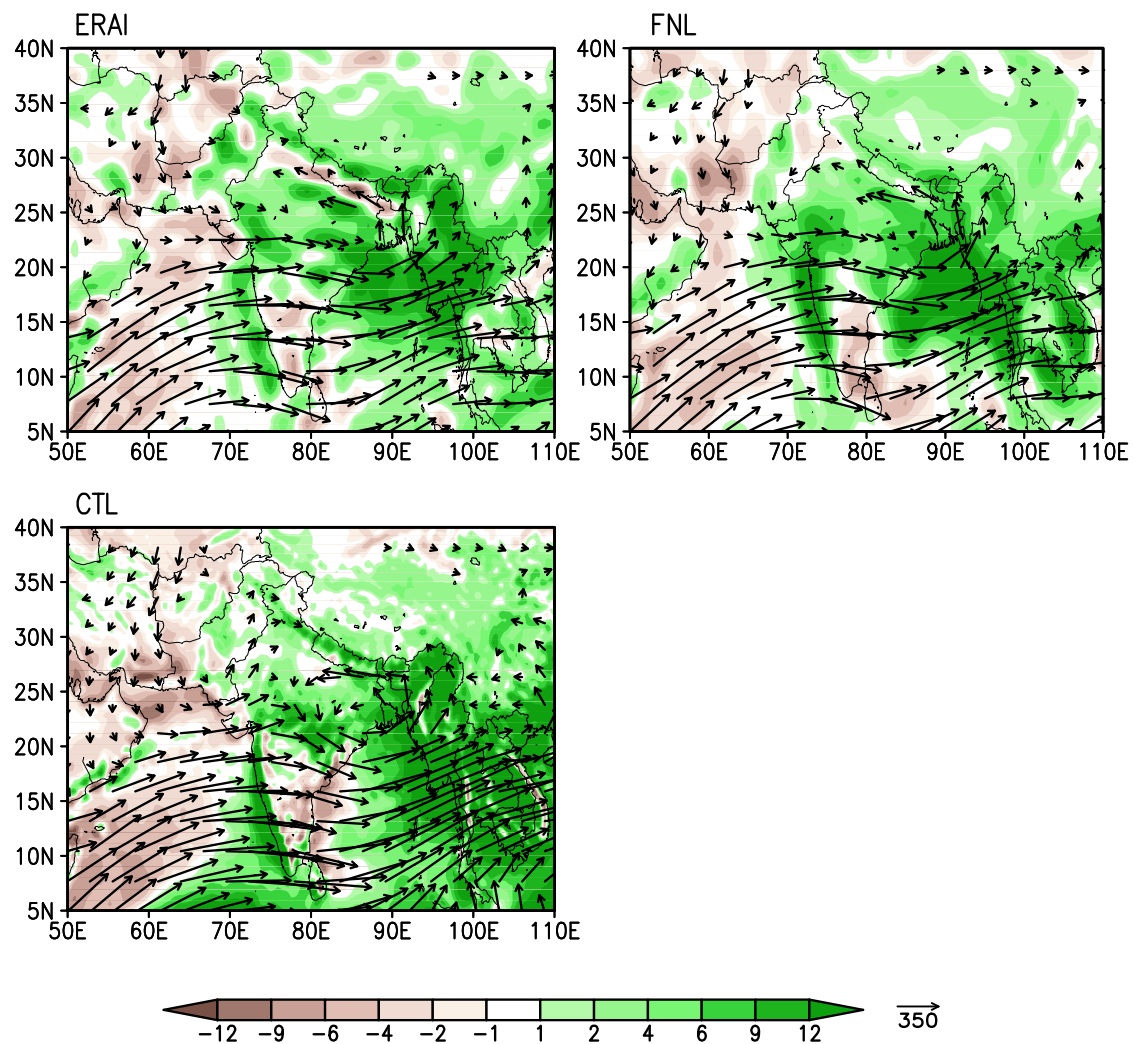 ERAI FNL
40N 40N
35N 35N
30N 30N
25N 25N
20N 20N
15N 15N
10N 10N
5N 5N
50E 60E 70E 80E 90E 100E 110E 50E 60E 70E 80E 90E 100E 110E
CTL
40N
35N
30N
25N
20N
15N
10N
5N
50E 60E 70E 80E 90E 100E 110E
−12 −9 −6 −4 −2 −1 1 2 4 6 9 12
350